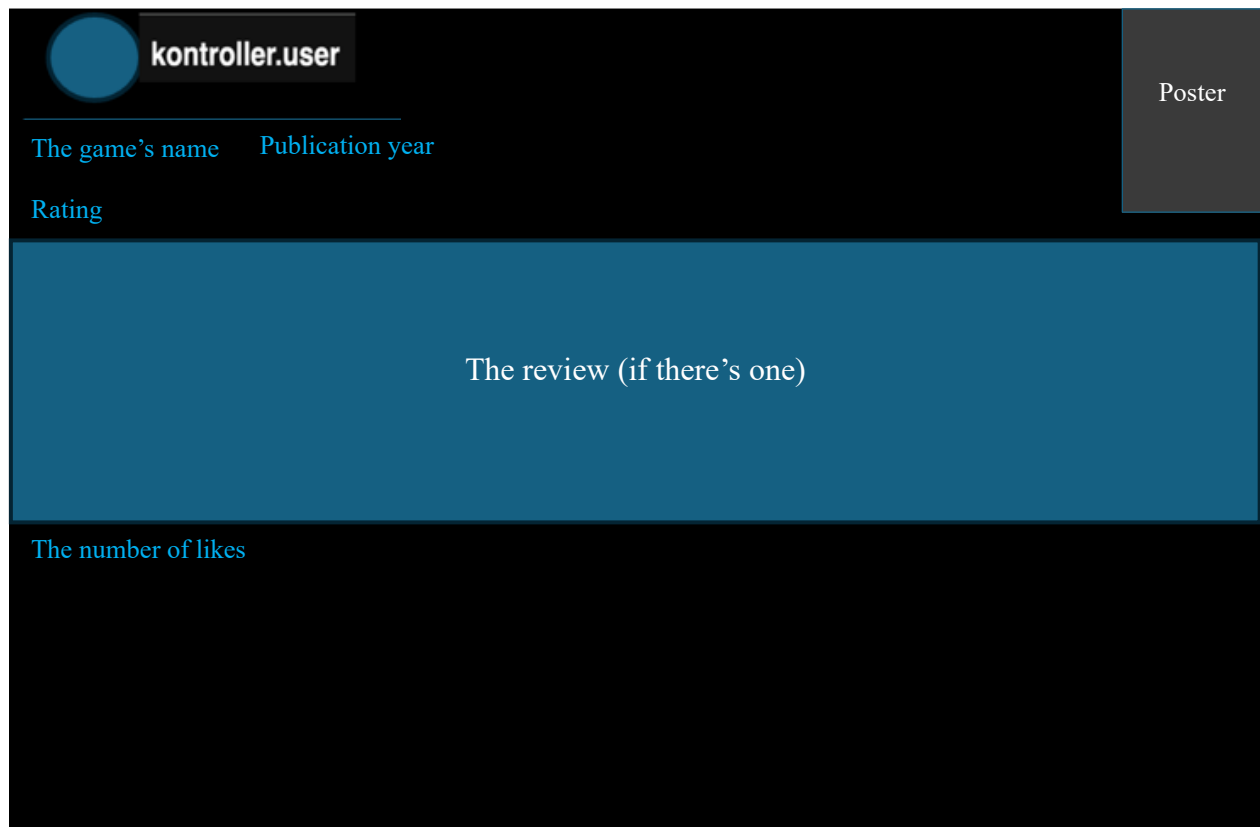 kontroller.user
Poster
The game’s name
Publication year
Rating
The review (if there’s one)
The number of likes